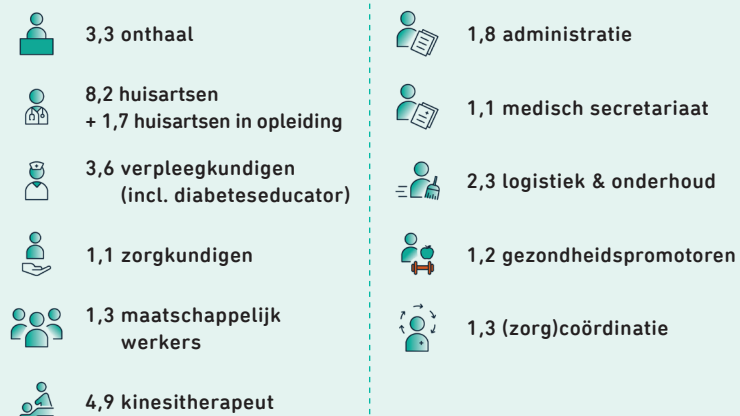 3,3 onthaal
8,2 huisartsen
+ 1,7 huisartsen in opleiding
3,6 verpleegkundigen
(incl. diabeteseducator)
1,1 zorgkundigen
1,3 maatschappelijk
werkers
4,9 kinesitherapeut
1,8 administratie
1,1 medisch secretariaat
2,3 logistiek & onderhoud
1,2 gezondheidspromotoren
1,3 (zorg)coördinatie